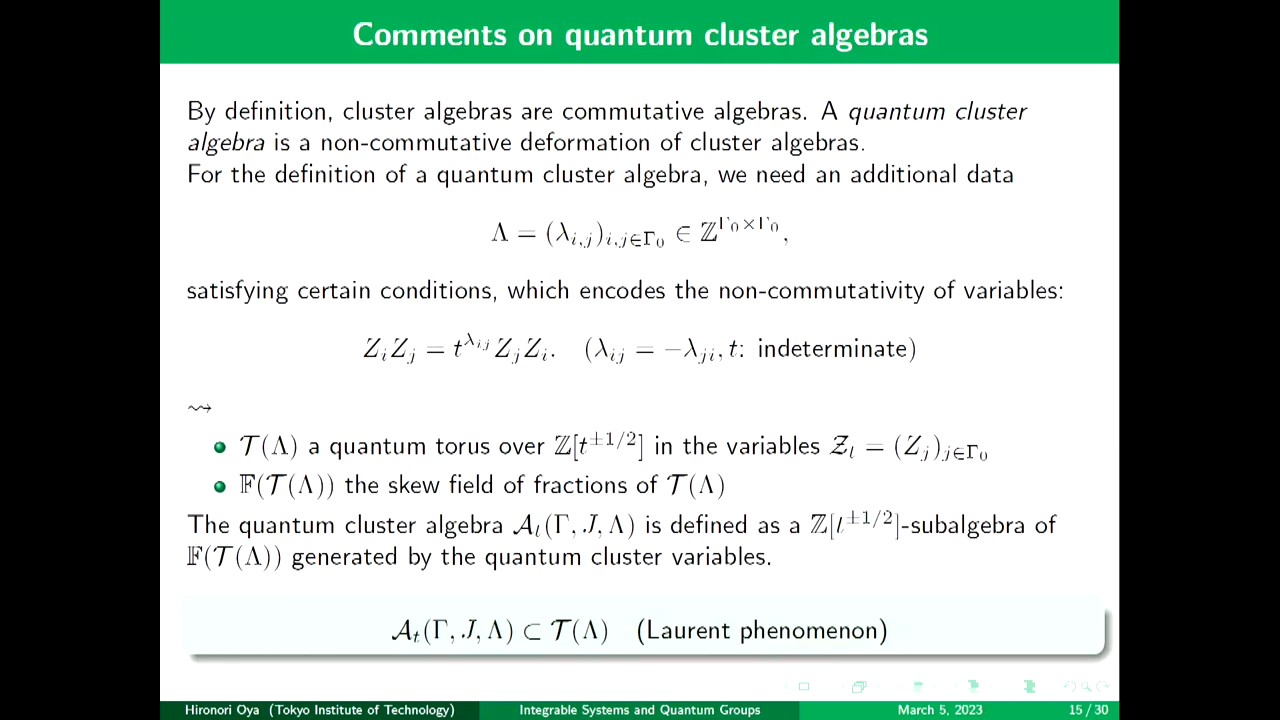 Comments on quantum cluster algebras
By definition, cluster algebras are commutative algebras. A quantum cluster
algebra is a non-commutative deformation of cluster algebras.
For the definition of a quantum cluster algebra, we need an additional data
Λ = (λ_{i,j})_{i,j∈Γ_0} ∈ ℤ^{Γ_0×Γ_0},
satisfying certain conditions, which encodes the non-commutativity of variables:
Z_i Z_j = t^{λ_{ij}} Z_j Z_i. (λ_{ij} = −λ_{ji}, t: indeterminate)
⇝
• 𝒯(Λ) a quantum torus over ℤ[t^{±1/2}] in the variables 𝒵_t = (Z_j)_{j∈Γ_0}
• 𝔽(𝒯(Λ)) the skew field of fractions of 𝒯(Λ)
The quantum cluster algebra 𝒜_t(Γ, J, Λ) is defined as a ℤ[t^{±1/2}]-subalgebra of
𝔽(𝒯(Λ)) generated by the quantum cluster variables.
𝒜_t(Γ, J, Λ) ⊂ 𝒯(Λ) (Laurent phenomenon)
Hironori Oya (Tokyo Institute of Technology) Integrable Systems and Quantum Groups March 5, 2023 15 / 30